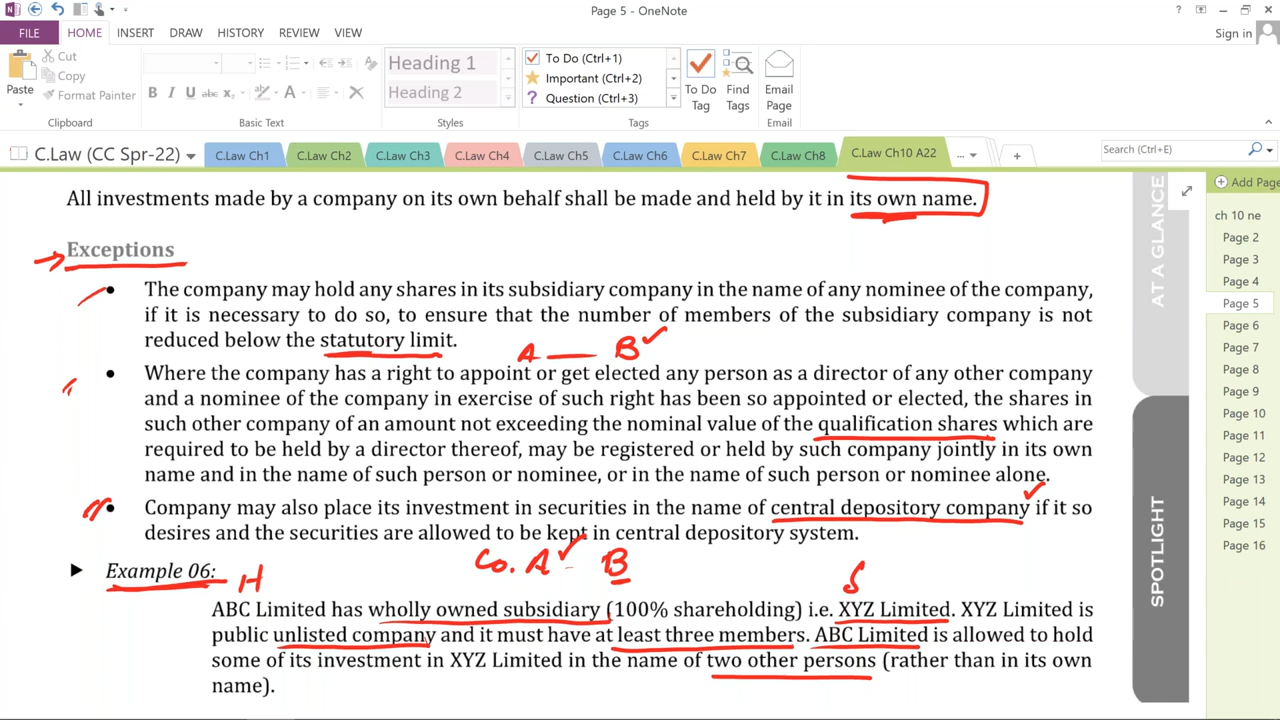 Page 5 - OneNote
?
Sign in
FILE HOME INSERT DRAW HISTORY REVIEW VIEW
Paste
Cut
Copy
Format Painter
Clipboard
B I U abc x₂ A
Basic Text
Heading 1
Heading 2
Styles
To Do (Ctrl+1)
Important (Ctrl+2)
? Question (Ctrl+3)
Tags
To Do Tag
Find Tags
Email Page
Email
C.Law (CC Spr-22)
C.Law Ch1 C.Law Ch2 C.Law Ch3 C.Law Ch4 C.Law Ch5 C.Law Ch6 C.Law Ch7 C.Law Ch8 C.Law Ch10 A22 ... +
Search (Ctrl+E)
All investments made by a company on its own behalf shall be made and held by it in its own name.
Exceptions
• The company may hold any shares in its subsidiary company in the name of any nominee of the company,
if it is necessary to do so, to ensure that the number of members of the subsidiary company is not
reduced below the statutory limit.
A — B
• Where the company has a right to appoint or get elected any person as a director of any other company
and a nominee of the company in exercise of such right has been so appointed or elected, the shares in
such other company of an amount not exceeding the nominal value of the qualification shares which are
required to be held by a director thereof, may be registered or held by such company jointly in its own
name and in the name of such person or nominee, or in the name of such person or nominee alone.
• Company may also place its investment in securities in the name of central depository company if it so
desires and the securities are allowed to be kept in central depository system.
Co. A - B
Example 06:
H
S
ABC Limited has wholly owned subsidiary (100% shareholding) i.e. XYZ Limited. XYZ Limited is
public unlisted company and it must have at least three members. ABC Limited is allowed to hold
some of its investment in XYZ Limited in the name of two other persons (rather than in its own
name).
AT A GLANCE
SPOTLIGHT
Add Page
ch 10 ne
Page 2
Page 3
Page 4
Page 5
Page 6
Page 7
Page 8
Page 9
Page 10
Page 11
Page 12
Page 13
Page 14
Page 15
Page 16